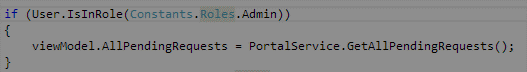 if (User.IsInRole(Constants.Roles.Admin))
{
    viewModel.AllPendingRequests = PortalService.GetAllPendingRequests();
}